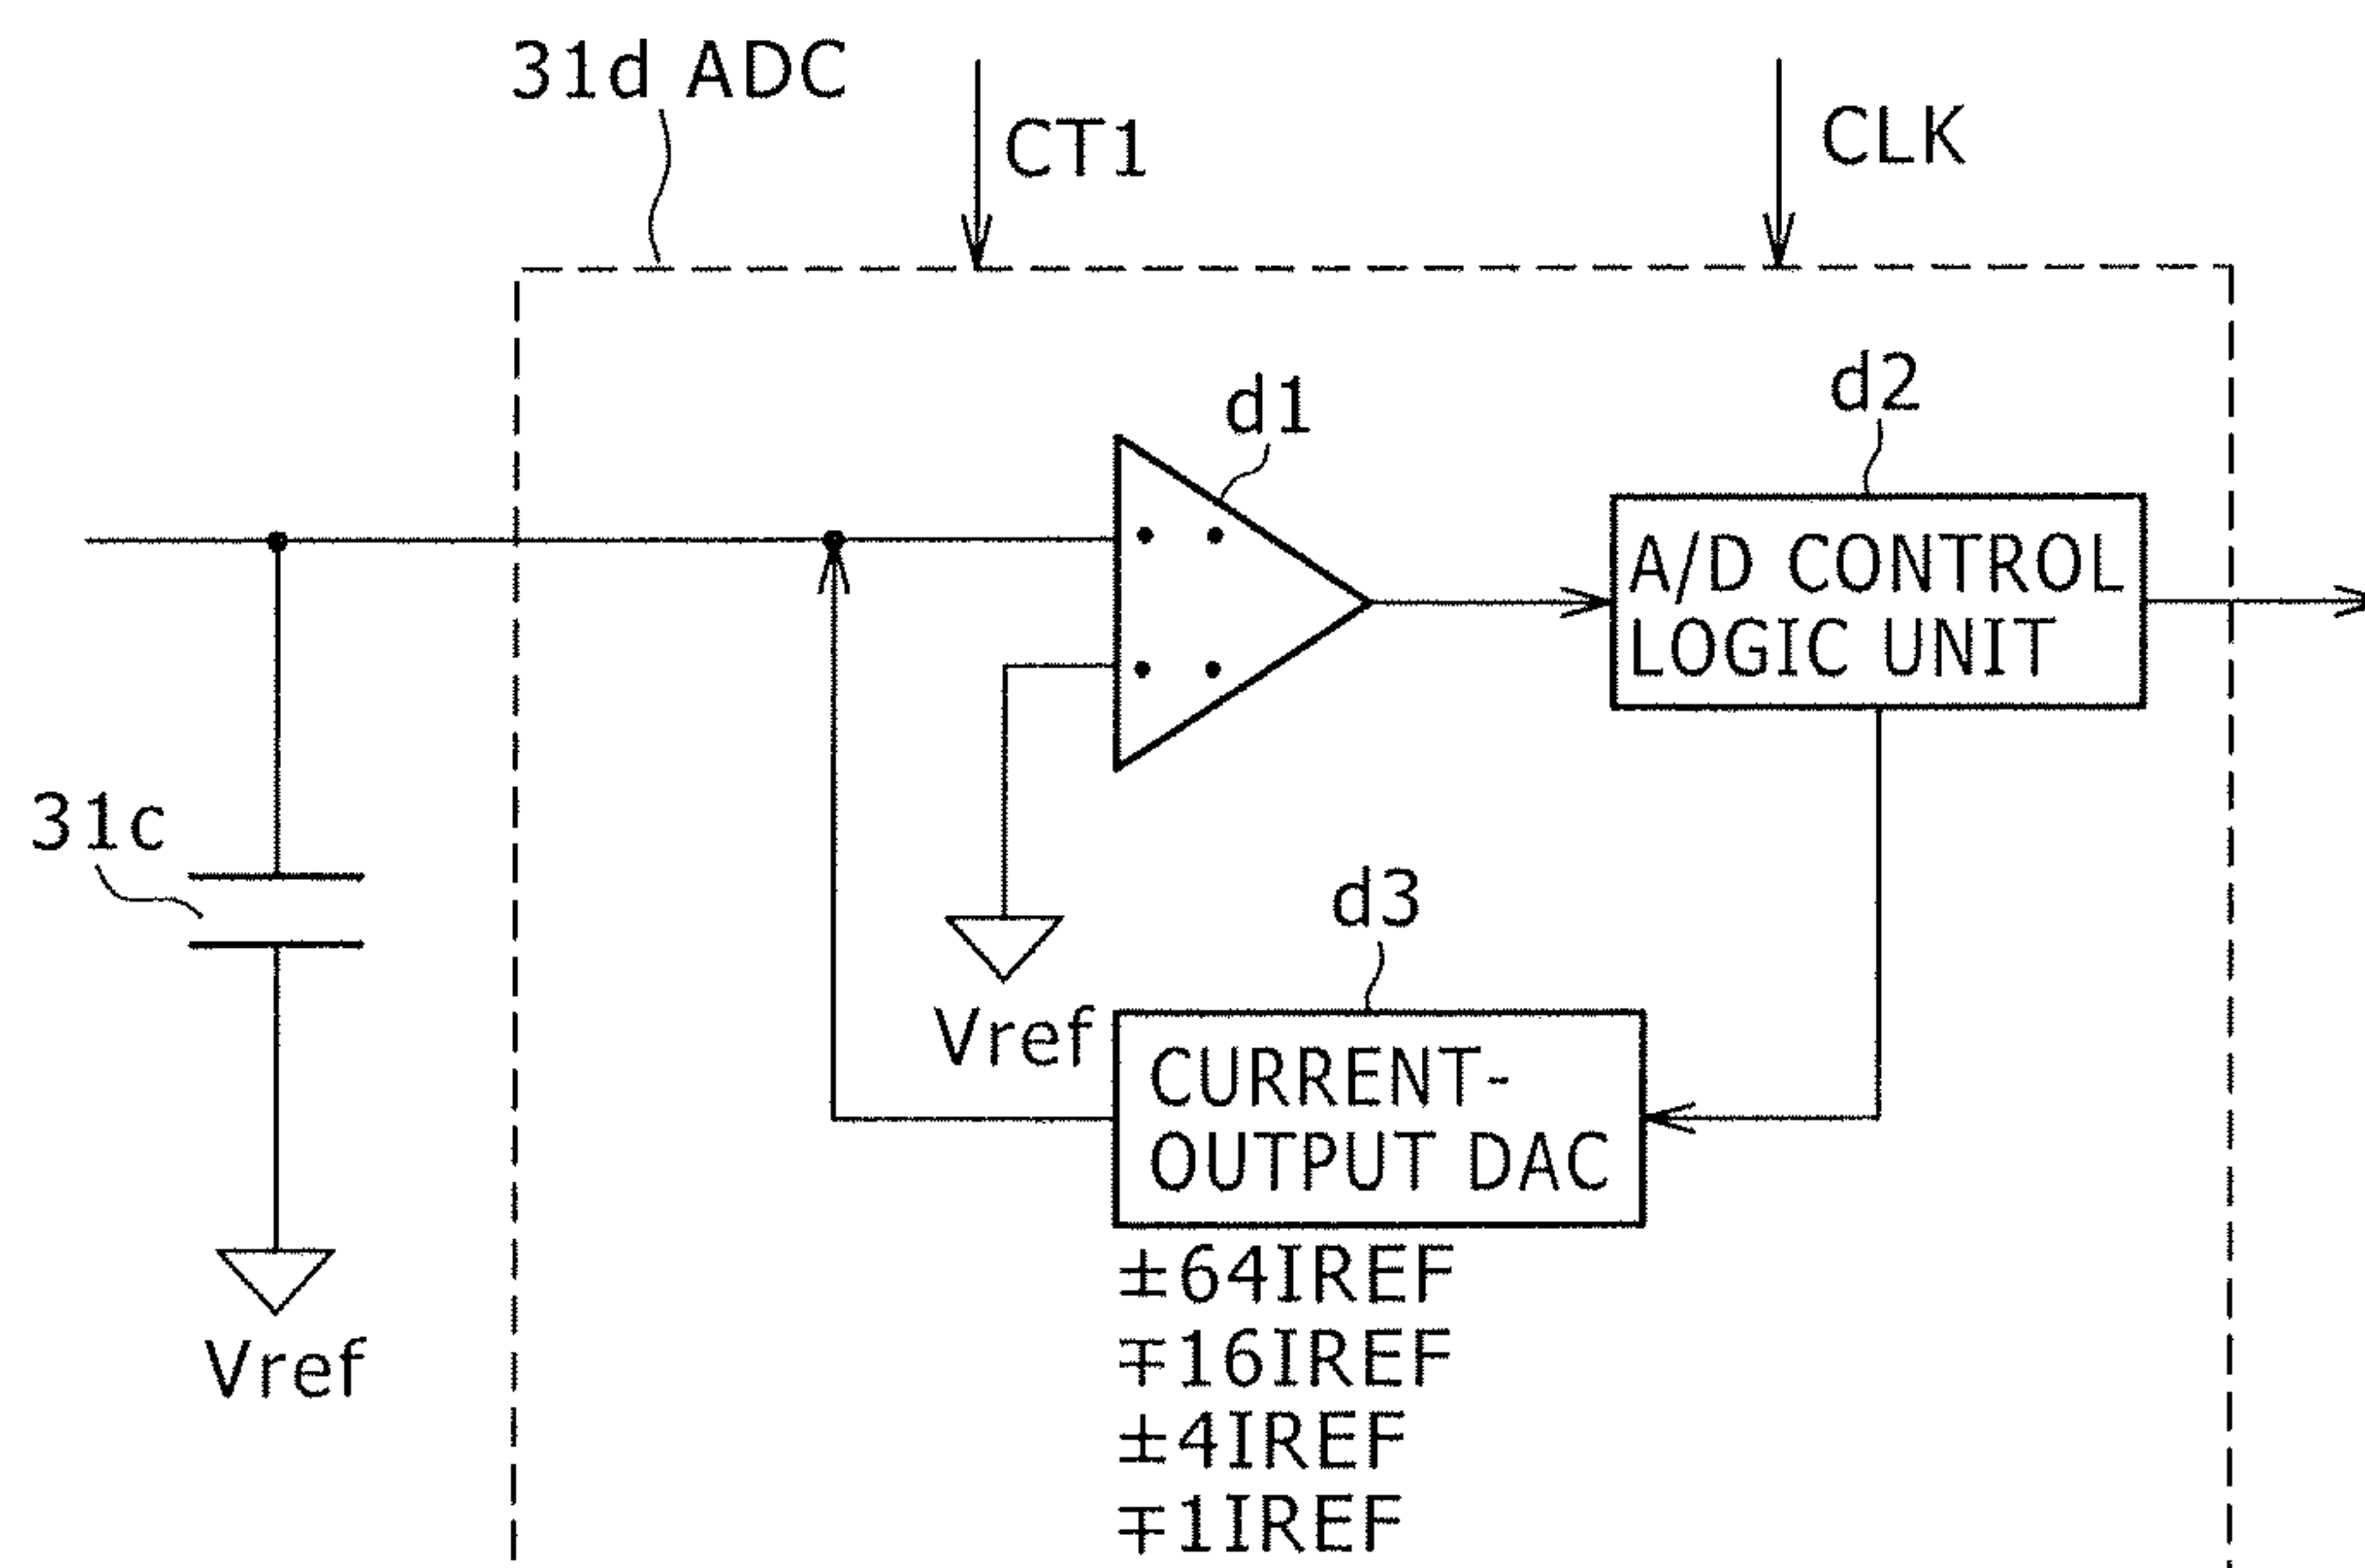 31d ADC
CT1
CLK
d1
d2
A/D CONTROL
LOGIC UNIT
31c
d3
Vref
CURRENT-
OUTPUT DAC
±64IREF
∓16IREF
±4IREF
∓1IREF
Vref